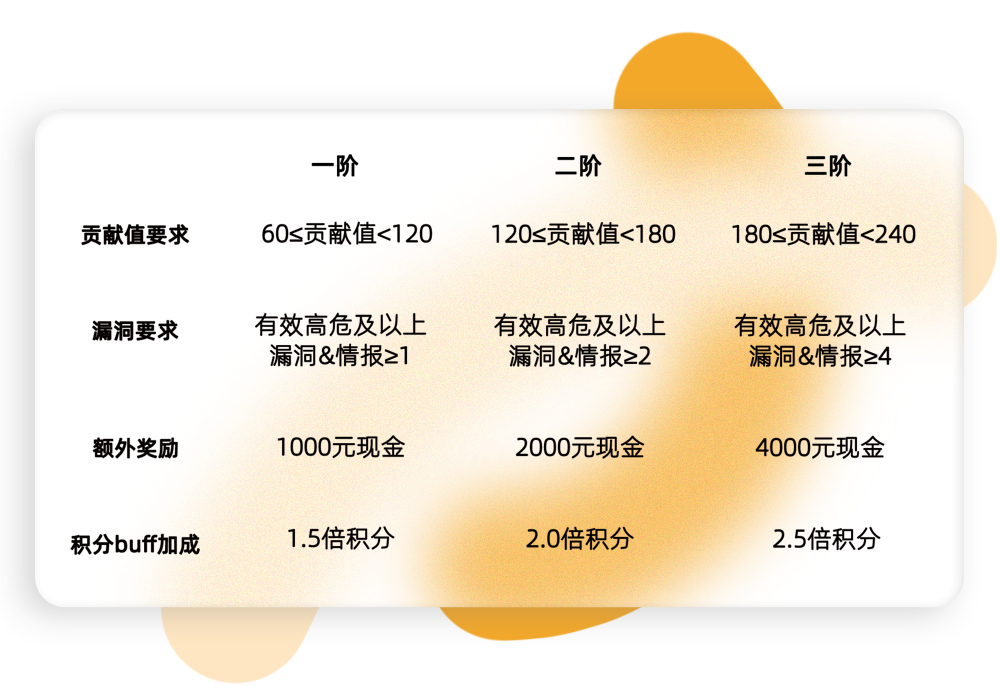 一阶 二阶 三阶
贡献值要求 60≤贡献值<120 120≤贡献值<180 180≤贡献值<240
漏洞要求 有效高危及以上 有效高危及以上 有效高危及以上
漏洞&情报≥1 漏洞&情报≥2 漏洞&情报≥4
额外奖励 1000元现金 2000元现金 4000元现金
积分buff加成 1.5倍积分 2.0倍积分 2.5倍积分